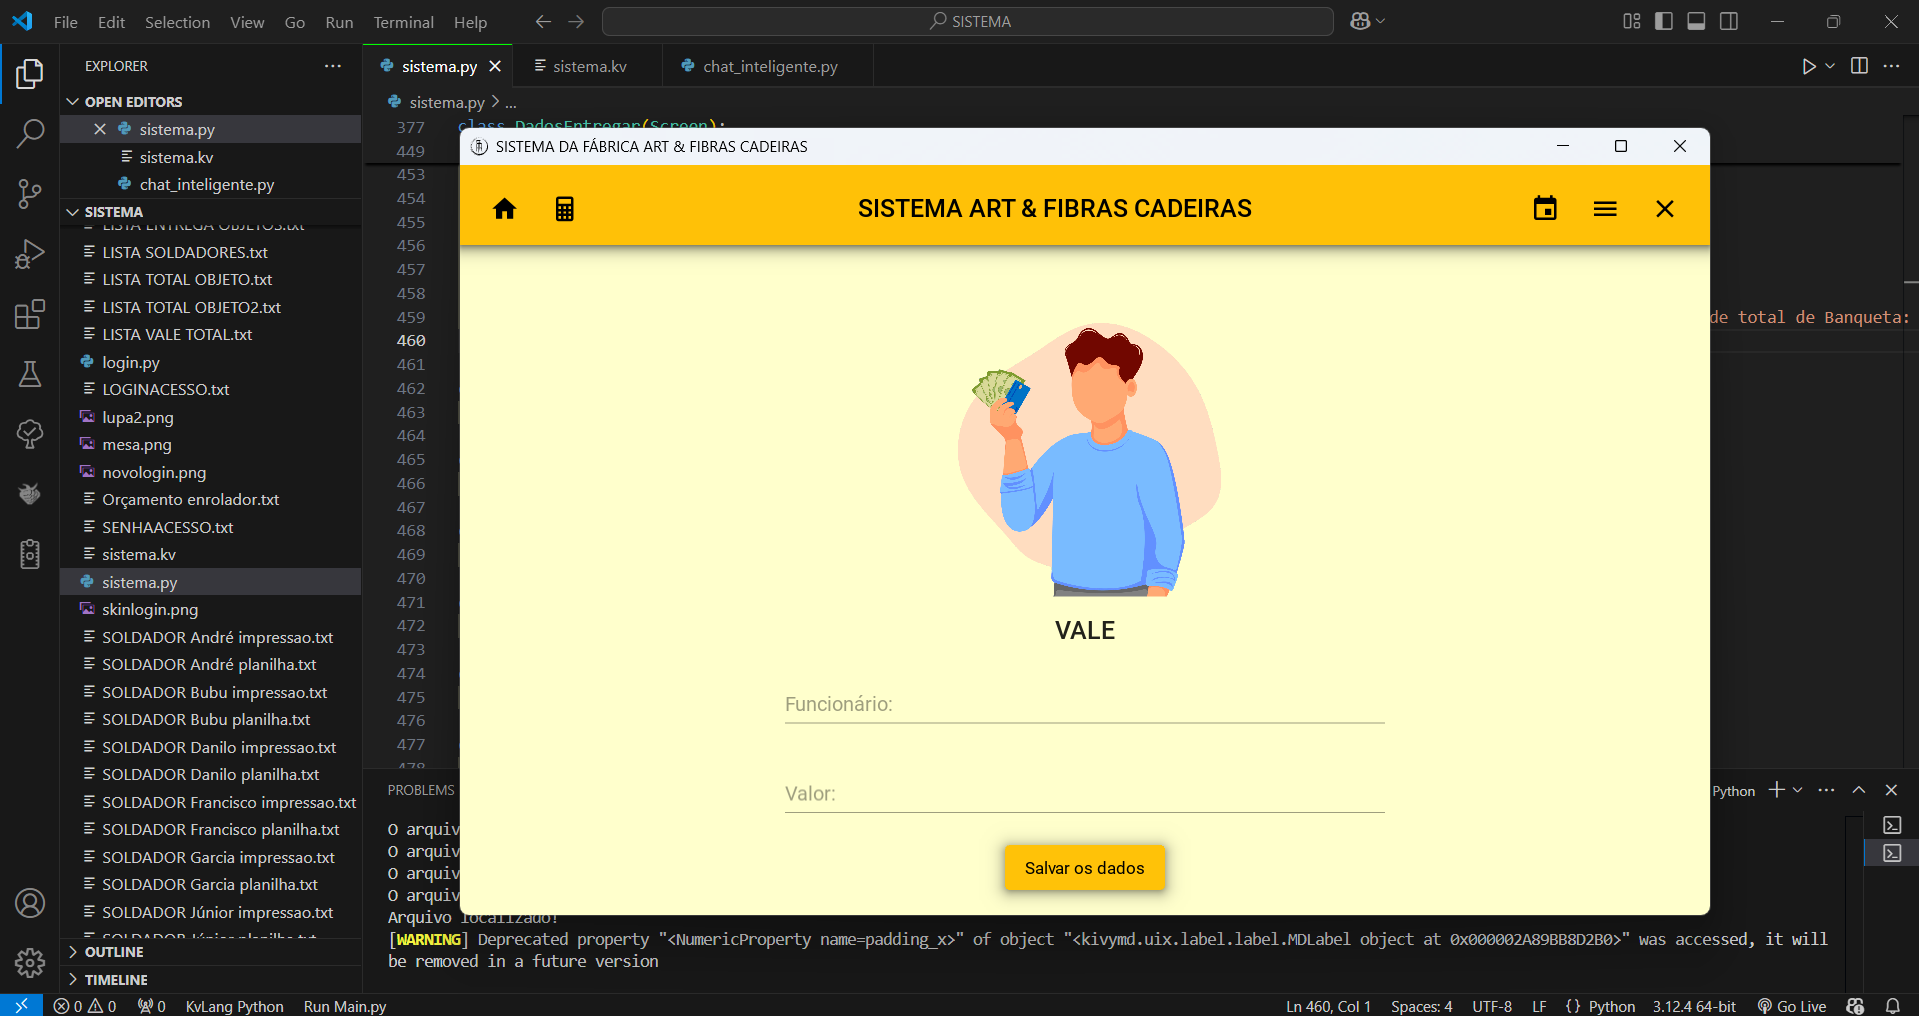 File Edit Selection View Go Run Terminal Help
SISTEMA
EXPLORER
OPEN EDITORS
sistema.py
sistema.kv
chat_inteligente.py
SISTEMA
LISTA ENTREGA OBJETOS.txt
LISTA SOLDADORES.txt
LISTA TOTAL OBJETO.txt
LISTA TOTAL OBJETO2.txt
LISTA VALE TOTAL.txt
login.py
LOGINACESSO.txt
lupa2.png
mesa.png
novologin.png
Orçamento enrolador.txt
SENHAACESSO.txt
sistema.kv
sistema.py
skinlogin.png
SOLDADOR André impressao.txt
SOLDADOR André planilha.txt
SOLDADOR Bubu impressao.txt
SOLDADOR Bubu planilha.txt
SOLDADOR Danilo impressao.txt
SOLDADOR Danilo planilha.txt
SOLDADOR Francisco impressao.txt
SOLDADOR Francisco planilha.txt
SOLDADOR Garcia impressao.txt
SOLDADOR Garcia planilha.txt
SOLDADOR Júnior impressao.txt
SOLDADOR Júnior planilha.txt
OUTLINE
TIMELINE
sistema.py sistema.kv chat_inteligente.py
sistema.py > ...
377 class DadosEntregar(Screen):
449
453
454
455
456
457
458
459 de total de Banqueta:
460
461
462
463
464
465
466
467
468
469
470
471
472
473
474
475
476
477
478
SISTEMA DA FÁBRICA ART & FIBRAS CADEIRAS
SISTEMA ART & FIBRAS CADEIRAS
VALE
Funcionário:
Valor:
Salvar os dados
PROBLEMS
Python
O arquiv
O arquiv
O arquiv
O arquiv
Arquivo localizado!
[WARNING] Deprecated property "<NumericProperty name=padding_x>" of object "<kivymd.uix.label.label.MDLabel object at 0x000002A89BB8D2B0>" was accessed, it will
be removed in a future version
0 0 0 KvLang Python Run Main.py Ln 460, Col 1 Spaces: 4 UTF-8 LF {} Python 3.12.4 64-bit Go Live